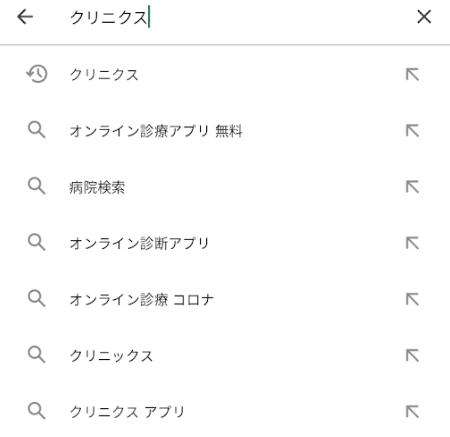 クリニクス
クリニクス
オンライン診療アプリ 無料
病院検索
オンライン診断アプリ
オンライン診療 コロナ
クリニックス
クリニクス アプリ